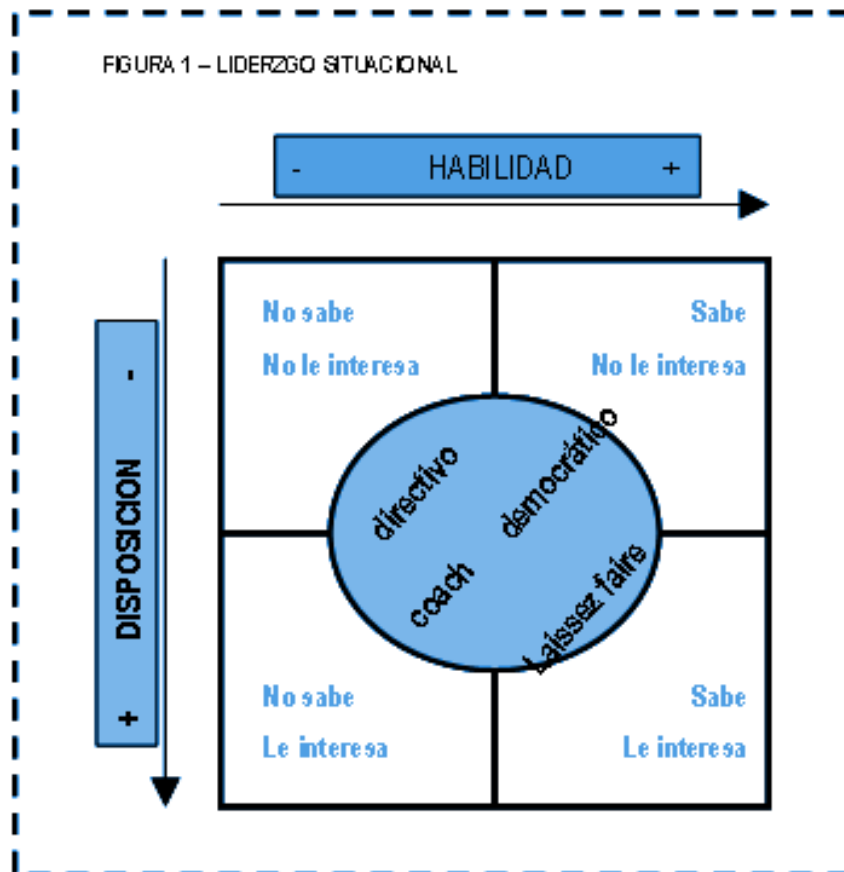 FIGURA 1 – LIDERZGO SITUACIONAL
- HABILIDAD +
- DISPOSICION +
No sabe
No le interesa
Sabe
No le interesa
directivo
democrático
coach
Laissez faire
No sabe
Le interesa
Sabe
Le interesa